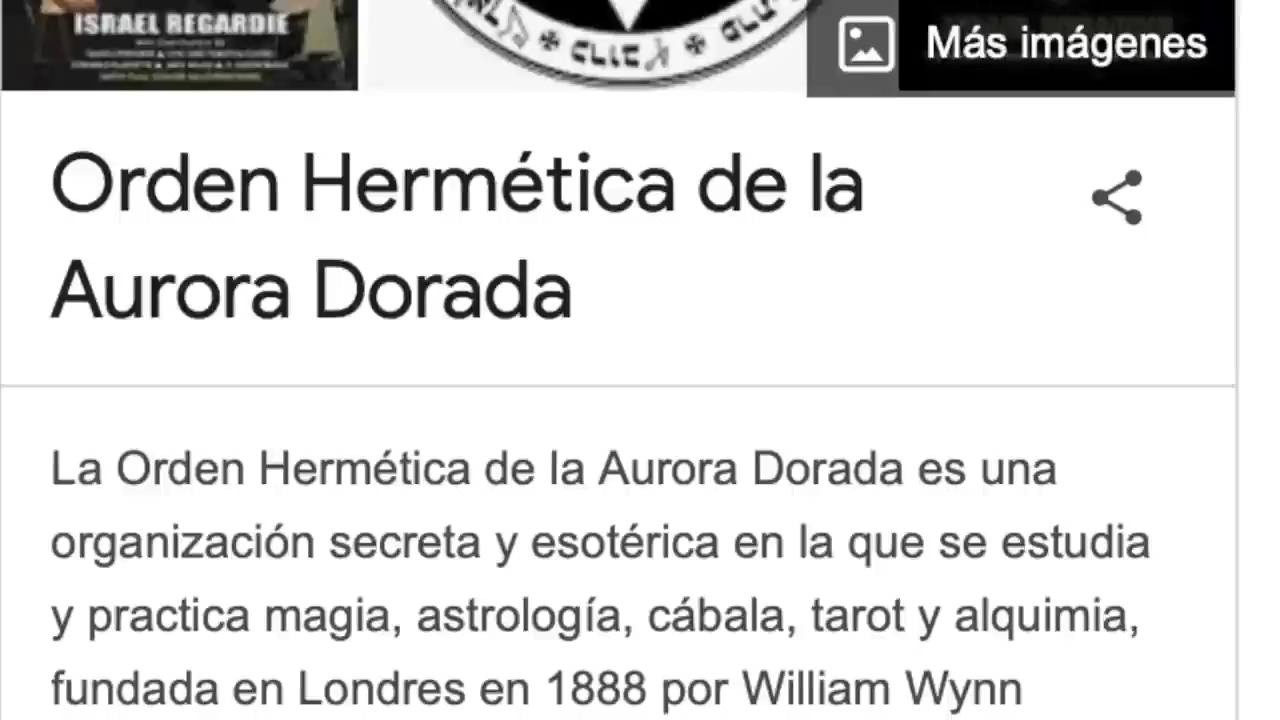 ISRAEL REGARDIE
Más imágenes
Orden Hermética de la
Aurora Dorada
La Orden Hermética de la Aurora Dorada es una
organización secreta y esotérica en la que se estudia
y practica magia, astrología, cábala, tarot y alquimia,
fundada en Londres en 1888 por William Wynn